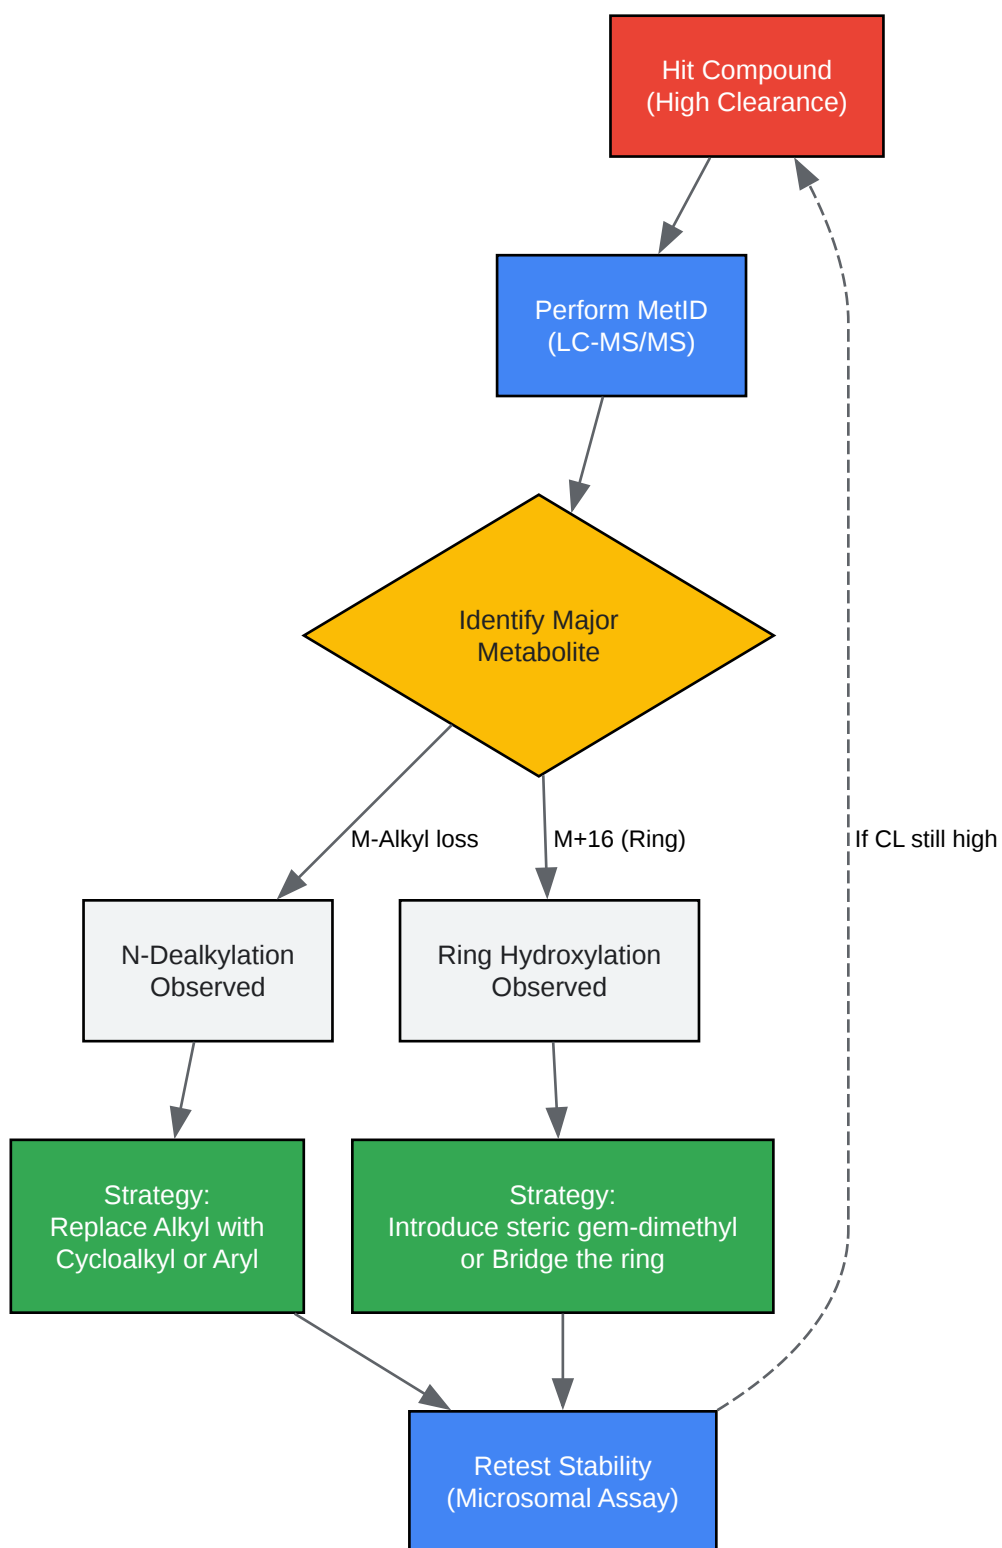 Hit Compound
(High Clearance)
Perform MetID
(LC-MS/MS)
Identify Major
Metabolite
M-Alkyl loss
M+16 (Ring)
If CL still high
N-Dealkylation
Observed
Ring Hydroxylation
Observed
Strategy:
Replace Alkyl with
Cycloalkyl or Aryl
Strategy:
Introduce steric gem-dimethyl
or Bridge the ring
Retest Stability
(Microsomal Assay)